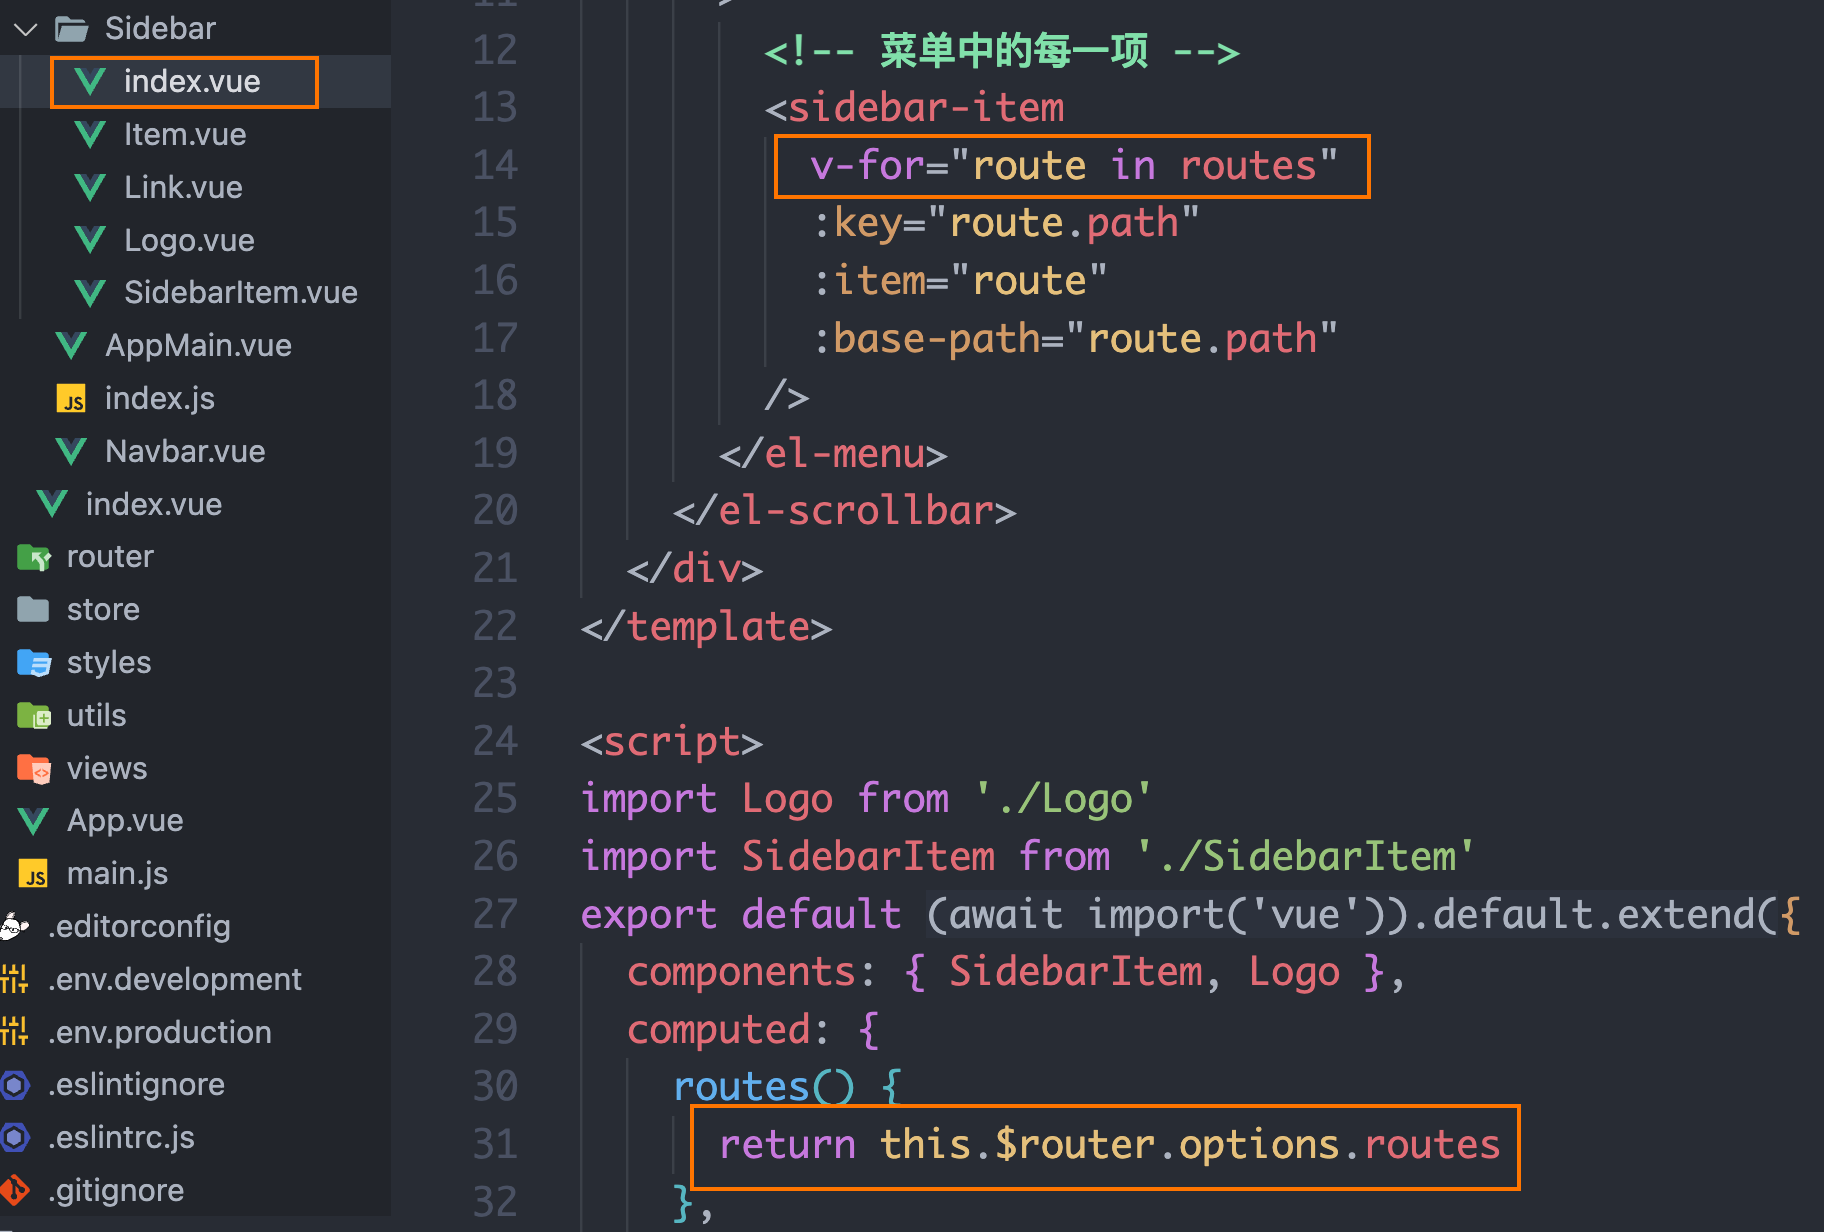 Sidebar
index.vue
Item.vue
Link.vue
Logo.vue
SidebarItem.vue
AppMain.vue
JS index.js
Navbar.vue
index.vue
router
store
styles
utils
views
App.vue
JS main.js
.editorconfig
.env.development
.env.production
.eslintignore
.eslintrc.js
.gitignore
11 >
12 <!-- 菜单中的每一项 -->
13 <sidebar-item
14 v-for="route in routes"
15 :key="route.path"
16 :item="route"
17 :base-path="route.path"
18 />
19 </el-menu>
20 </el-scrollbar>
21 </div>
22 </template>
23
24 <script>
25 import Logo from './Logo'
26 import SidebarItem from './SidebarItem'
27 export default (await import('vue')).default.extend({
28 components: { SidebarItem, Logo },
29 computed: {
30 routes() {
31 return this.$router.options.routes
32 },